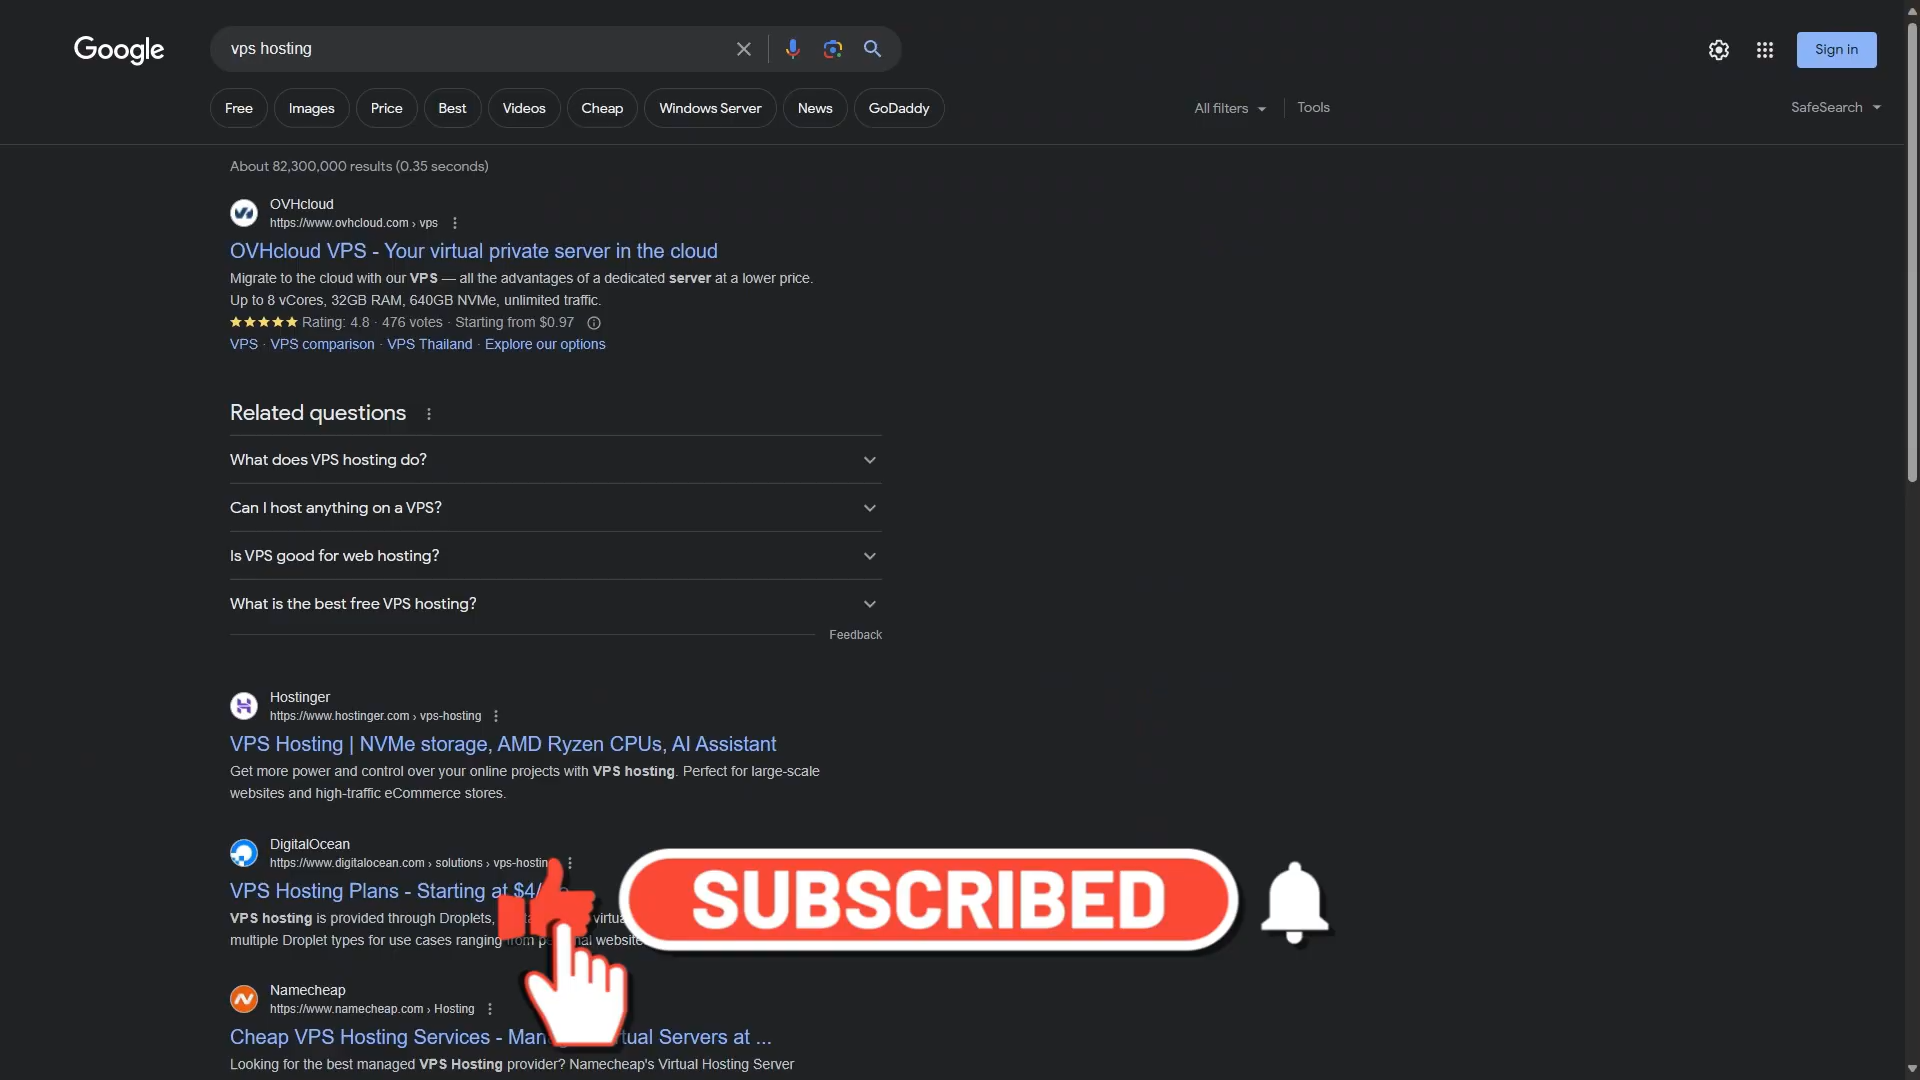 Google
vps hosting
Sign in
Free
Images
Price
Best
Videos
Cheap
Windows Server
News
GoDaddy
All filters
Tools
SafeSearch
About 82,300,000 results (0.35 seconds)
OVHcloud
https://www.ovhcloud.com › vps
OVHcloud VPS - Your virtual private server in the cloud
Migrate to the cloud with our VPS — all the advantages of a dedicated server at a lower price.
Up to 8 vCores, 32GB RAM, 640GB NVMe, unlimited traffic.
Rating: 4.8 · 476 votes · Starting from $0.97
VPS · VPS comparison · VPS Thailand · Explore our options
Related questions
What does VPS hosting do?
Can I host anything on a VPS?
Is VPS good for web hosting?
What is the best free VPS hosting?
Feedback
Hostinger
https://www.hostinger.com › vps-hosting
VPS Hosting | NVMe storage, AMD Ryzen CPUs, AI Assistant
Get more power and control over your online projects with VPS hosting. Perfect for large-scale
websites and high-traffic eCommerce stores.
DigitalOcean
https://www.digitalocean.com › solutions › vps-hostin
VPS Hosting Plans - Starting at $4/
VPS hosting is provided through Droplets,
multiple Droplet types for use cases ranging from
SUBSCRIBED
Namecheap
https://www.namecheap.com › Hosting
Cheap VPS Hosting Services - Servers at ...
Looking for the best managed VPS Hosting provider? Namecheap's Virtual Hosting Server